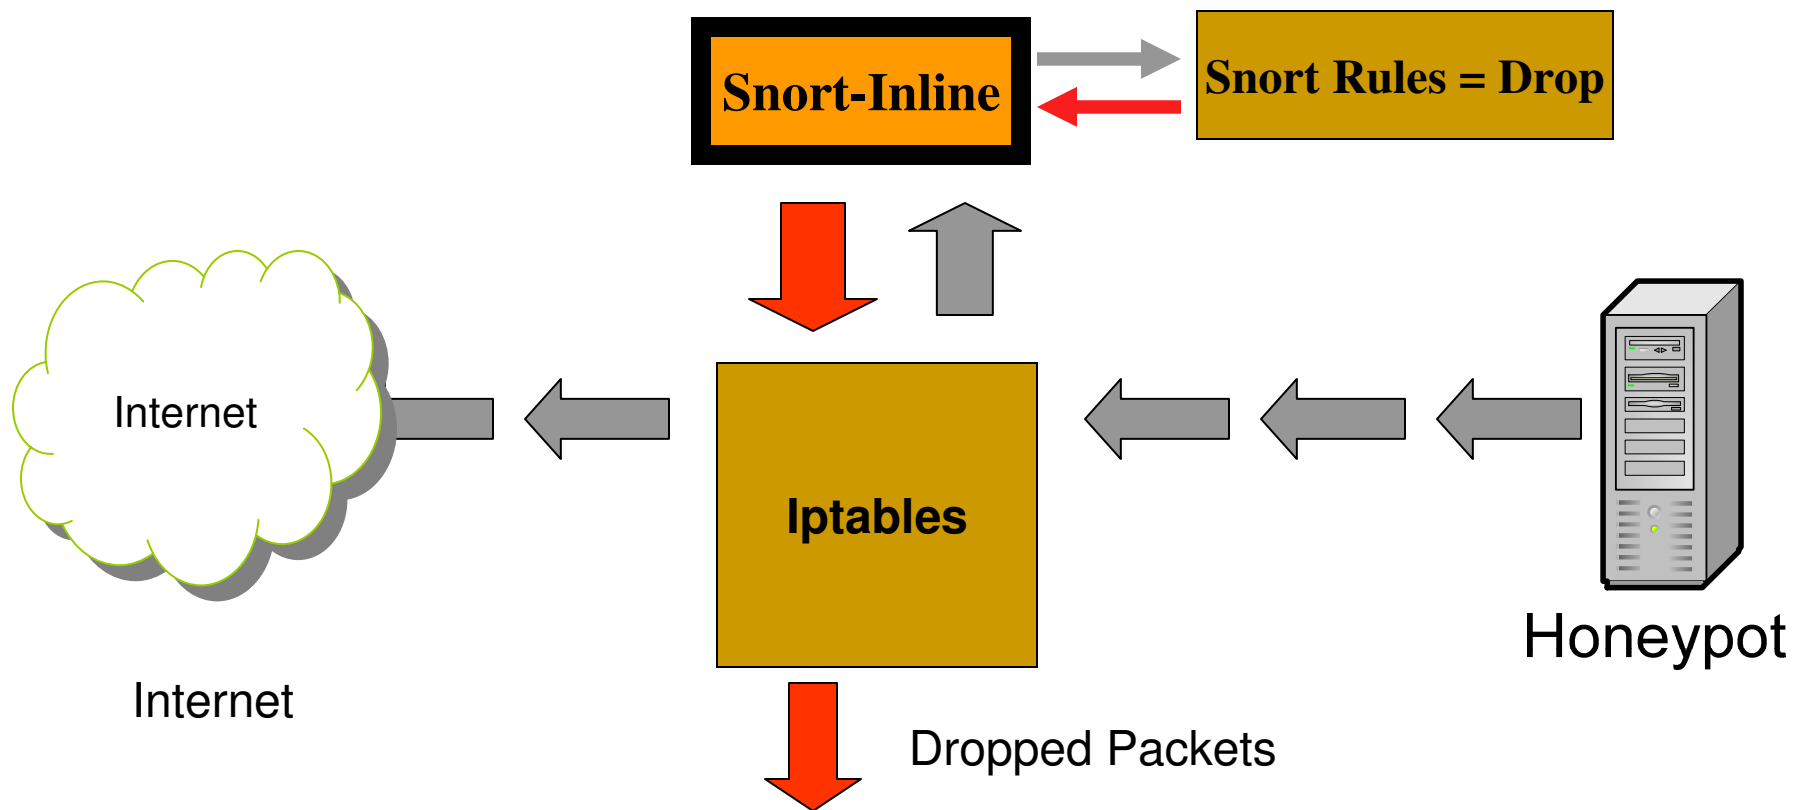 Snort-Inline
Snort Rules = Drop
Internet
Iptables
Honeypot
Internet
Dropped Packets